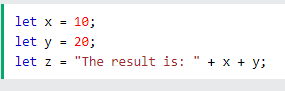 let x = 10;
let y = 20;
let z = "The result is: " + x + y;